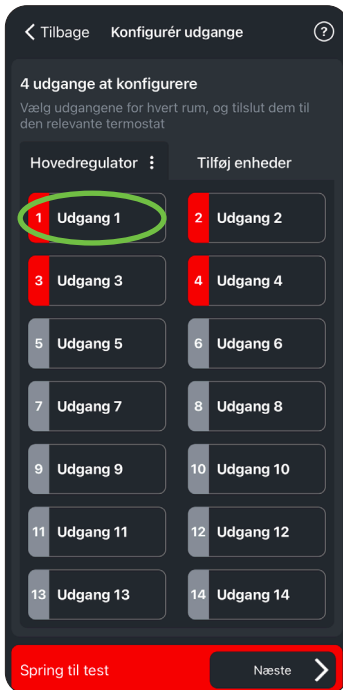 Tilbage Konfigurér udgange ?
4 udgange at konfigurere
Vælg udgangene for hvert rum, og tilslut dem til
den relevante termostat
Hovedregulator Tilføj enheder
1 Udgang 1 2 Udgang 2
3 Udgang 3 4 Udgang 4
5 Udgang 5 6 Udgang 6
7 Udgang 7 8 Udgang 8
9 Udgang 9 10 Udgang 10
11 Udgang 11 12 Udgang 12
13 Udgang 13 14 Udgang 14
Spring til test Næste